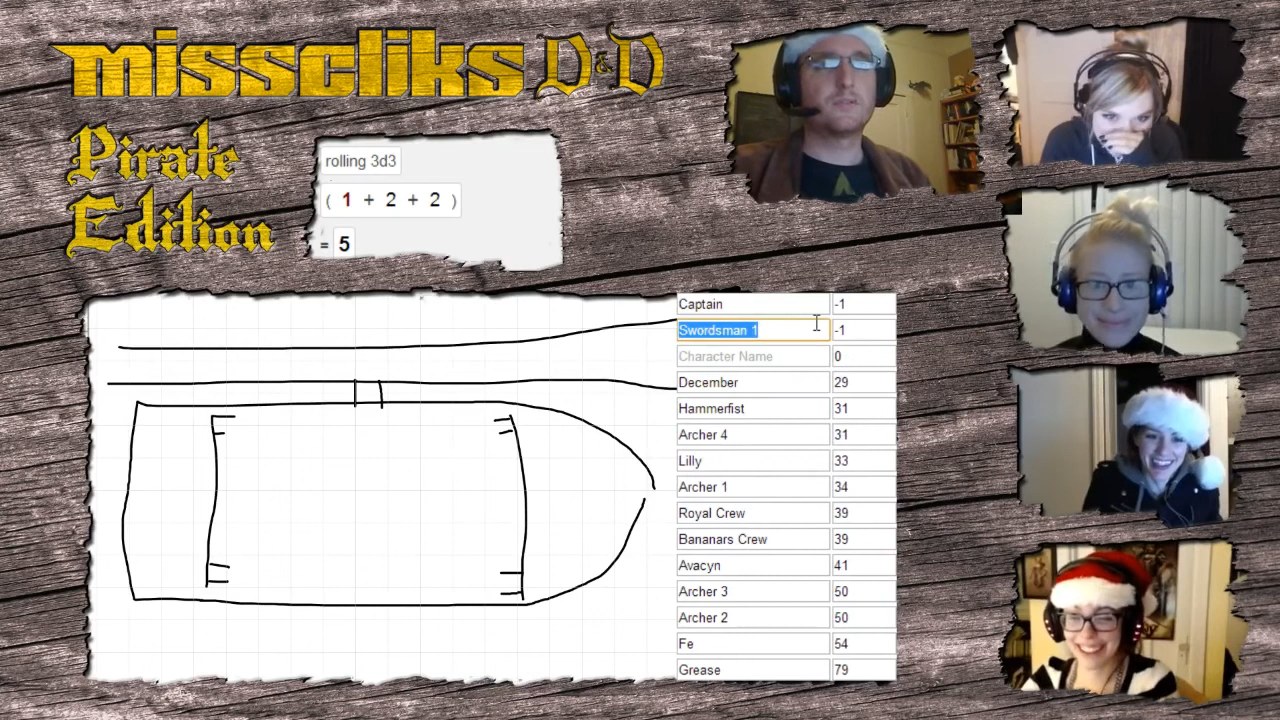 misscliks D&D
Pirate
Edition
rolling 3d3
( 1 + 2 + 2 )
= 5
Captain -1
Swordsman 1 -1
Character Name 0
December 29
Hammerfist 31
Archer 4 31
Lilly 33
Archer 1 34
Royal Crew 39
Bananars Crew 39
Avacyn 41
Archer 3 50
Archer 2 50
Fe 54
Grease 79